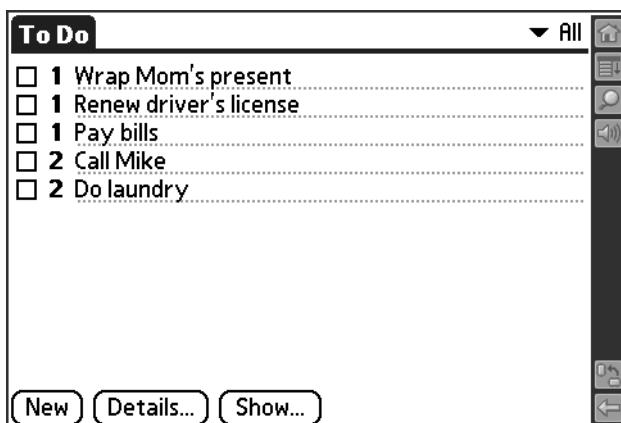 To Do
All
1 Wrap Mom's present
1 Renew driver's license
1 Pay bills
2 Call Mike
2 Do laundry
New Details... Show...